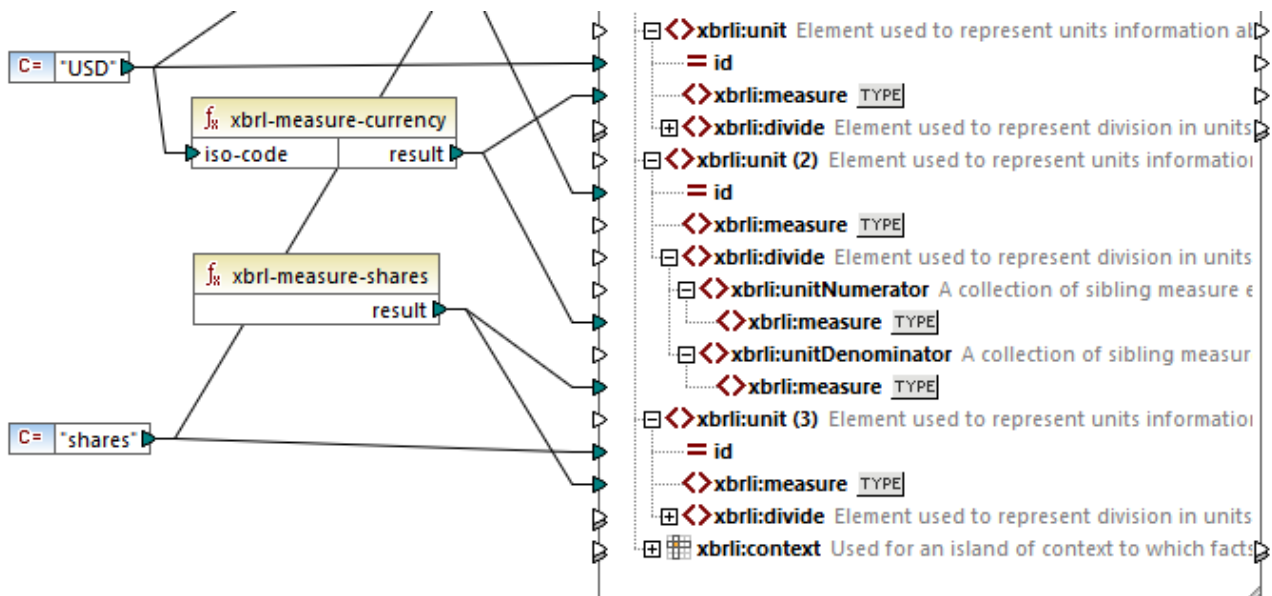 C= "USD"
fx xbrl-measure-currency
iso-code result
fx xbrl-measure-shares
result
C= "shares"
xbrli:unit Element used to represent units information
= id
xbrli:measure TYPE
xbrli:divide Element used to represent division in units
xbrli:unit (2) Element used to represent units information
= id
xbrli:measure TYPE
xbrli:divide Element used to represent division in units
xbrli:unitNumerator A collection of sibling measure
xbrli:measure TYPE
xbrli:unitDenominator A collection of sibling measur
xbrli:measure TYPE
xbrli:unit (3) Element used to represent units information
= id
xbrli:measure TYPE
xbrli:divide Element used to represent division in units
xbrli:context Used for an island of context to which facts